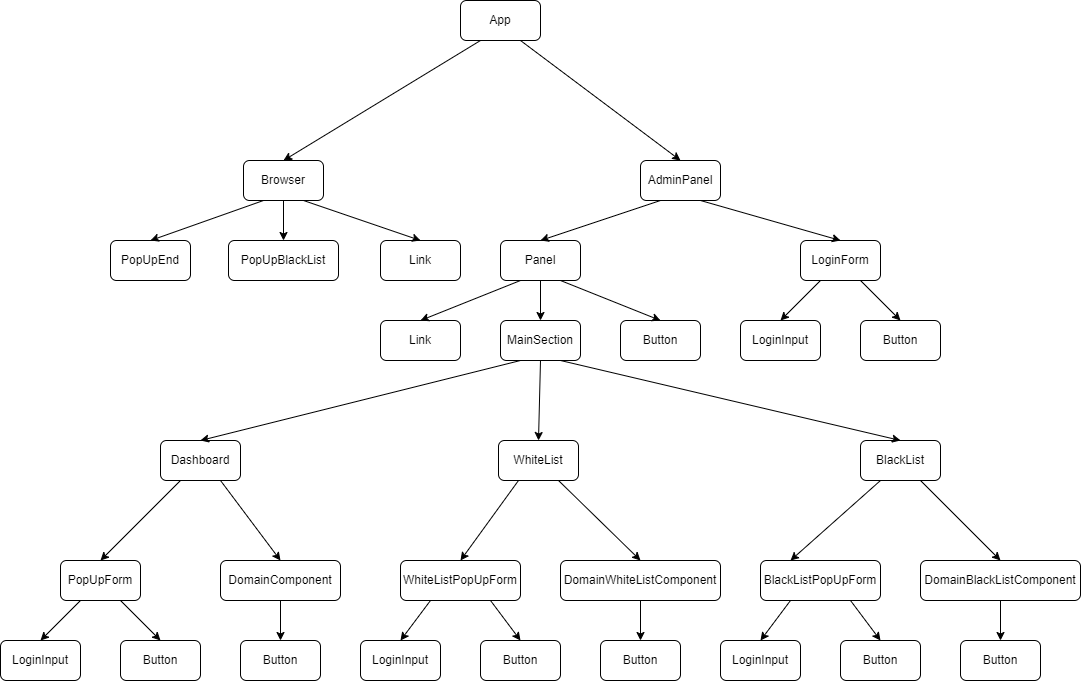 App
Browser
AdminPanel
PopUpEnd
PopUpBlackList
Link
Panel
LoginForm
Link
MainSection
Button
LoginInput
Button
Dashboard
WhiteList
BlackList
PopUpForm
DomainComponent
WhiteListPopUpForm
DomainWhiteListComponent
BlackListPopUpForm
DomainBlackListComponent
LoginInput
Button
Button
LoginInput
Button
Button
LoginInput
Button
Button